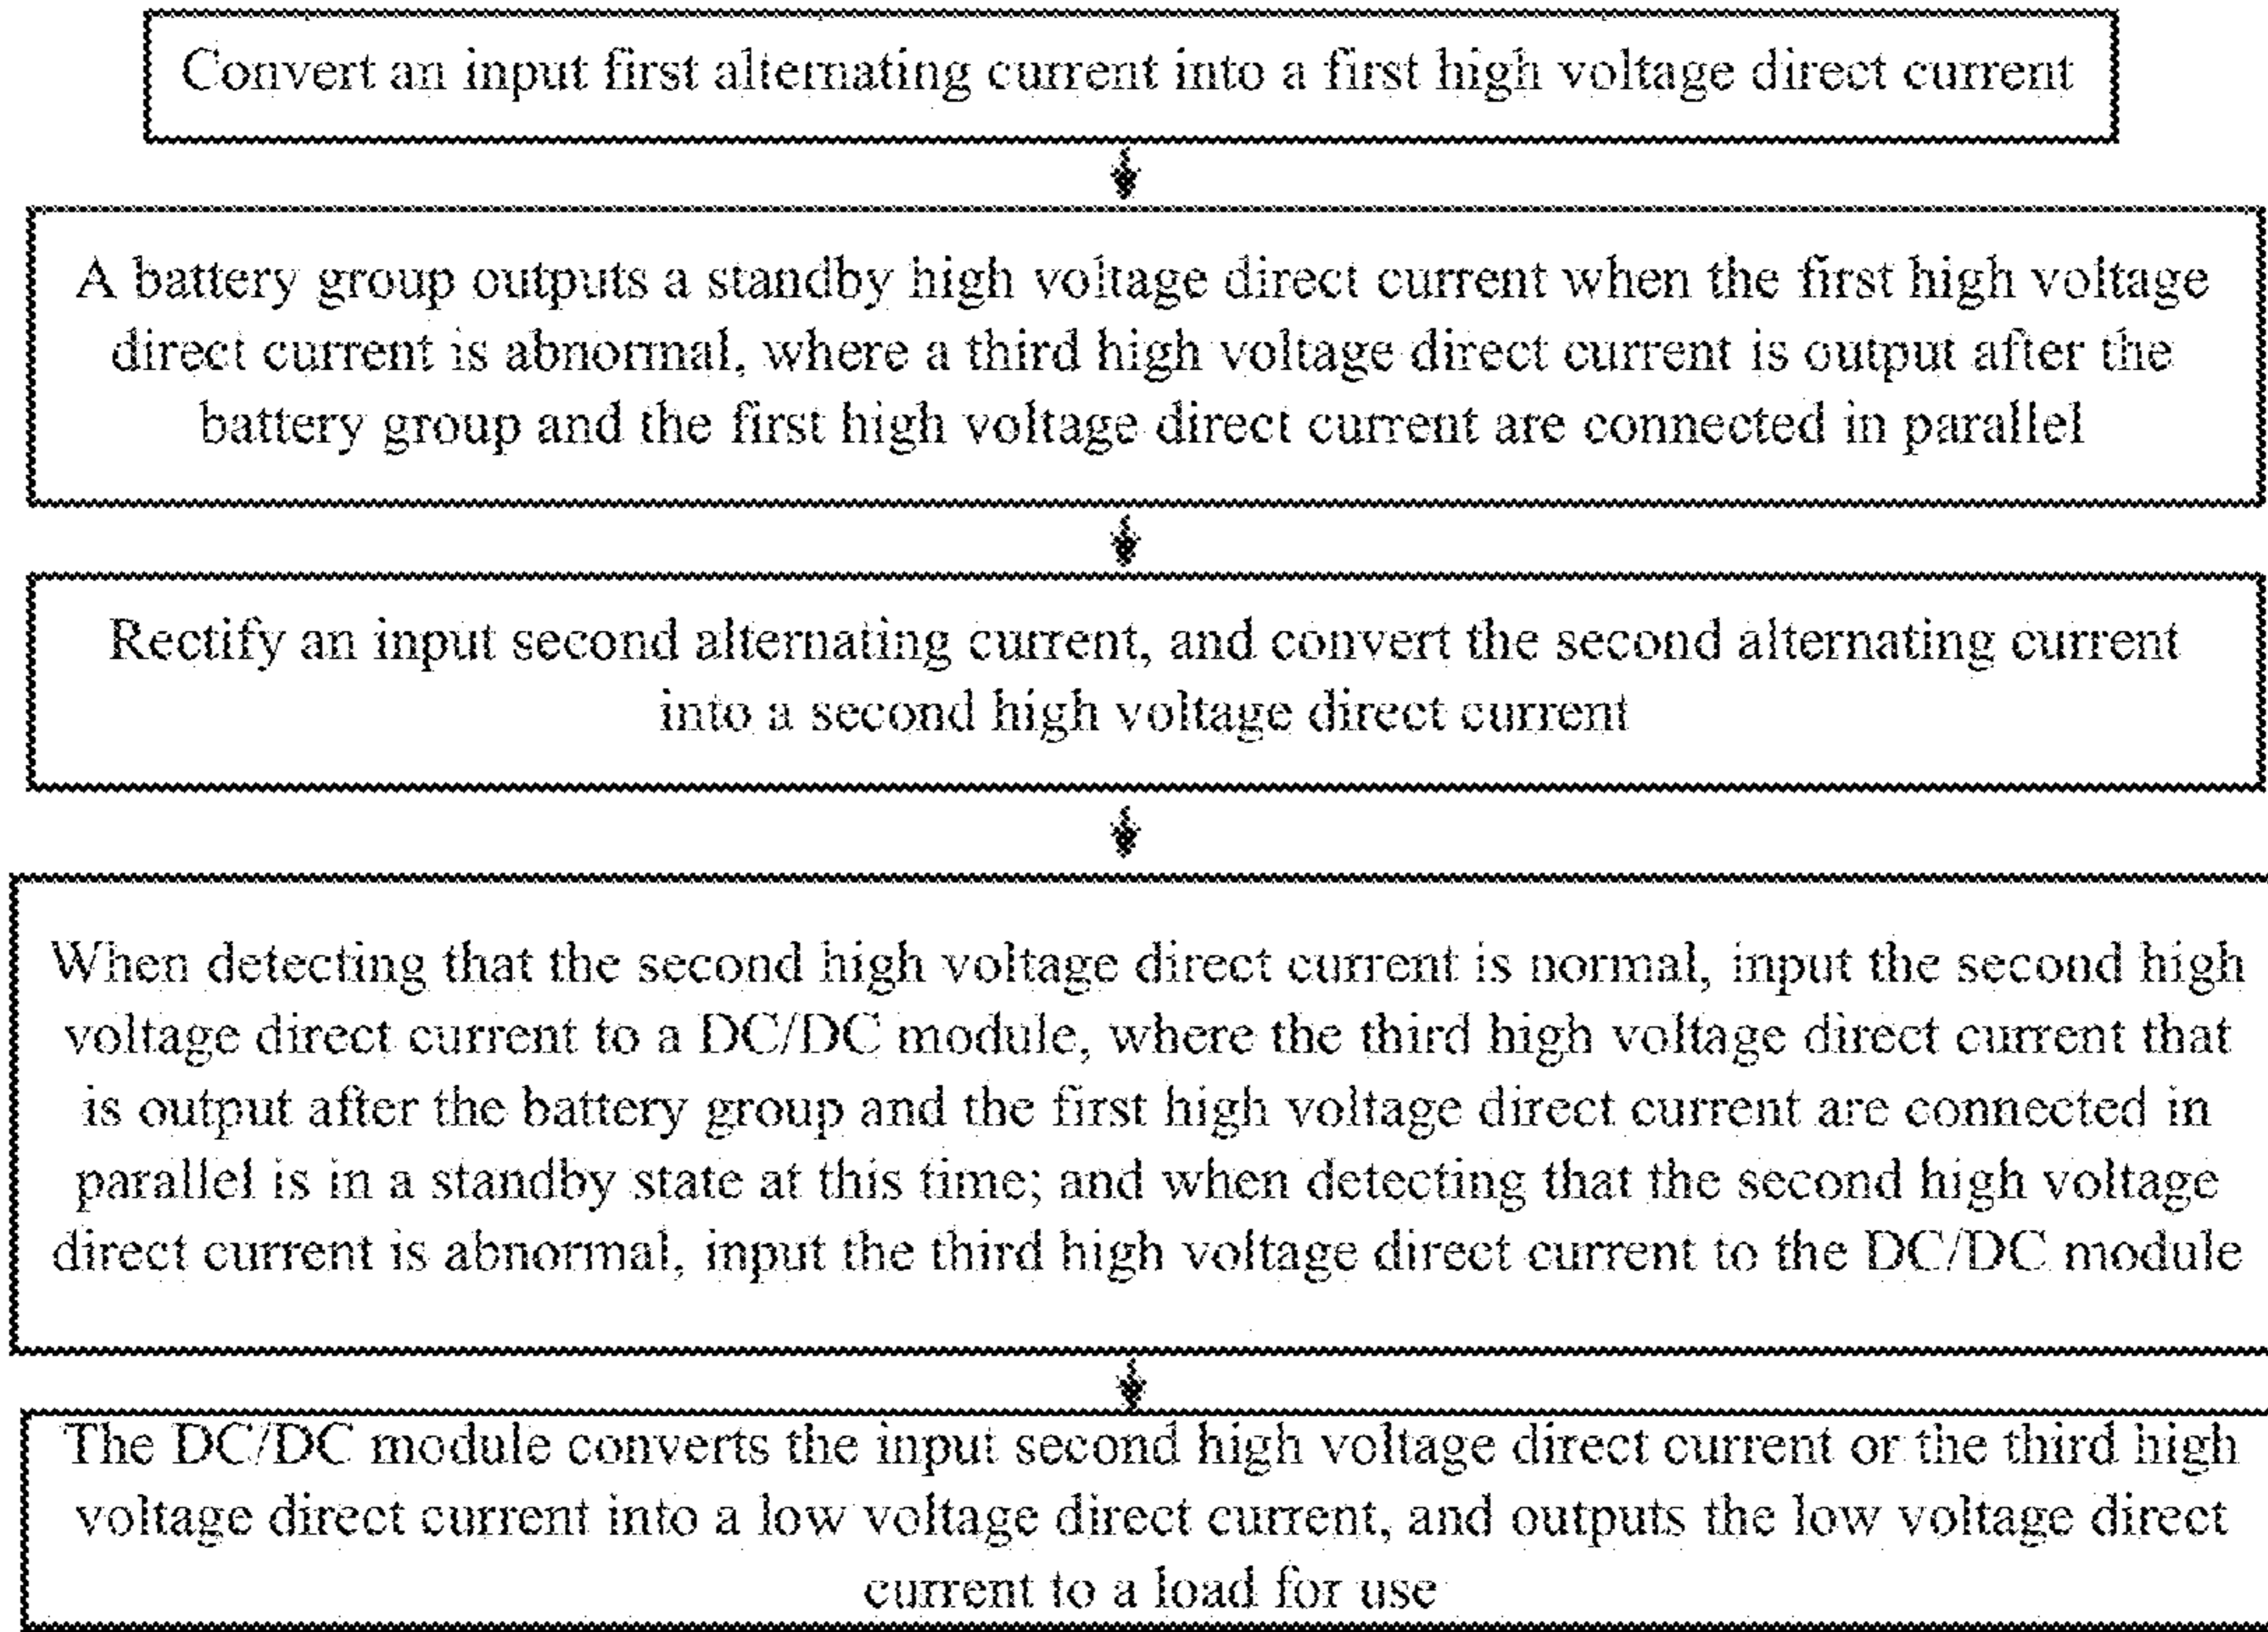 Convert an input first alternating current into a first high voltage direct current
A battery group outputs a standby high voltage direct current when the first high voltage
direct current is abnormal, where a third high voltage direct current is output after the
battery group and the first high voltage direct current are connected in parallel
Rectify an input second alternating current, and convert the second alternating current
into a second high voltage direct current
When detecting that the second high voltage direct current is normal, input the second high
voltage direct current to a DC/DC module, where the third high voltage direct current that
is output after the battery group and the first high voltage direct current are connected in
parallel is in a standby state at this time; and when detecting that the second high voltage
direct current is abnormal, input the third high voltage direct current to the DC/DC module
The DC/DC module converts the input second high voltage direct current or the third high
voltage direct current into a low voltage direct current, and outputs the low voltage direct
current to a load for use